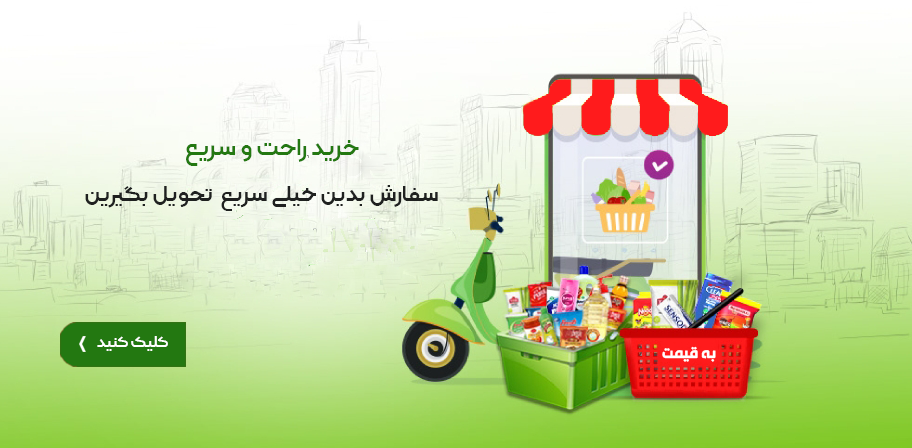 خرید راحت و سریع
سفارش بدین خیلی سریع تحویل بگیرین
کلیک کنید
به قیمت